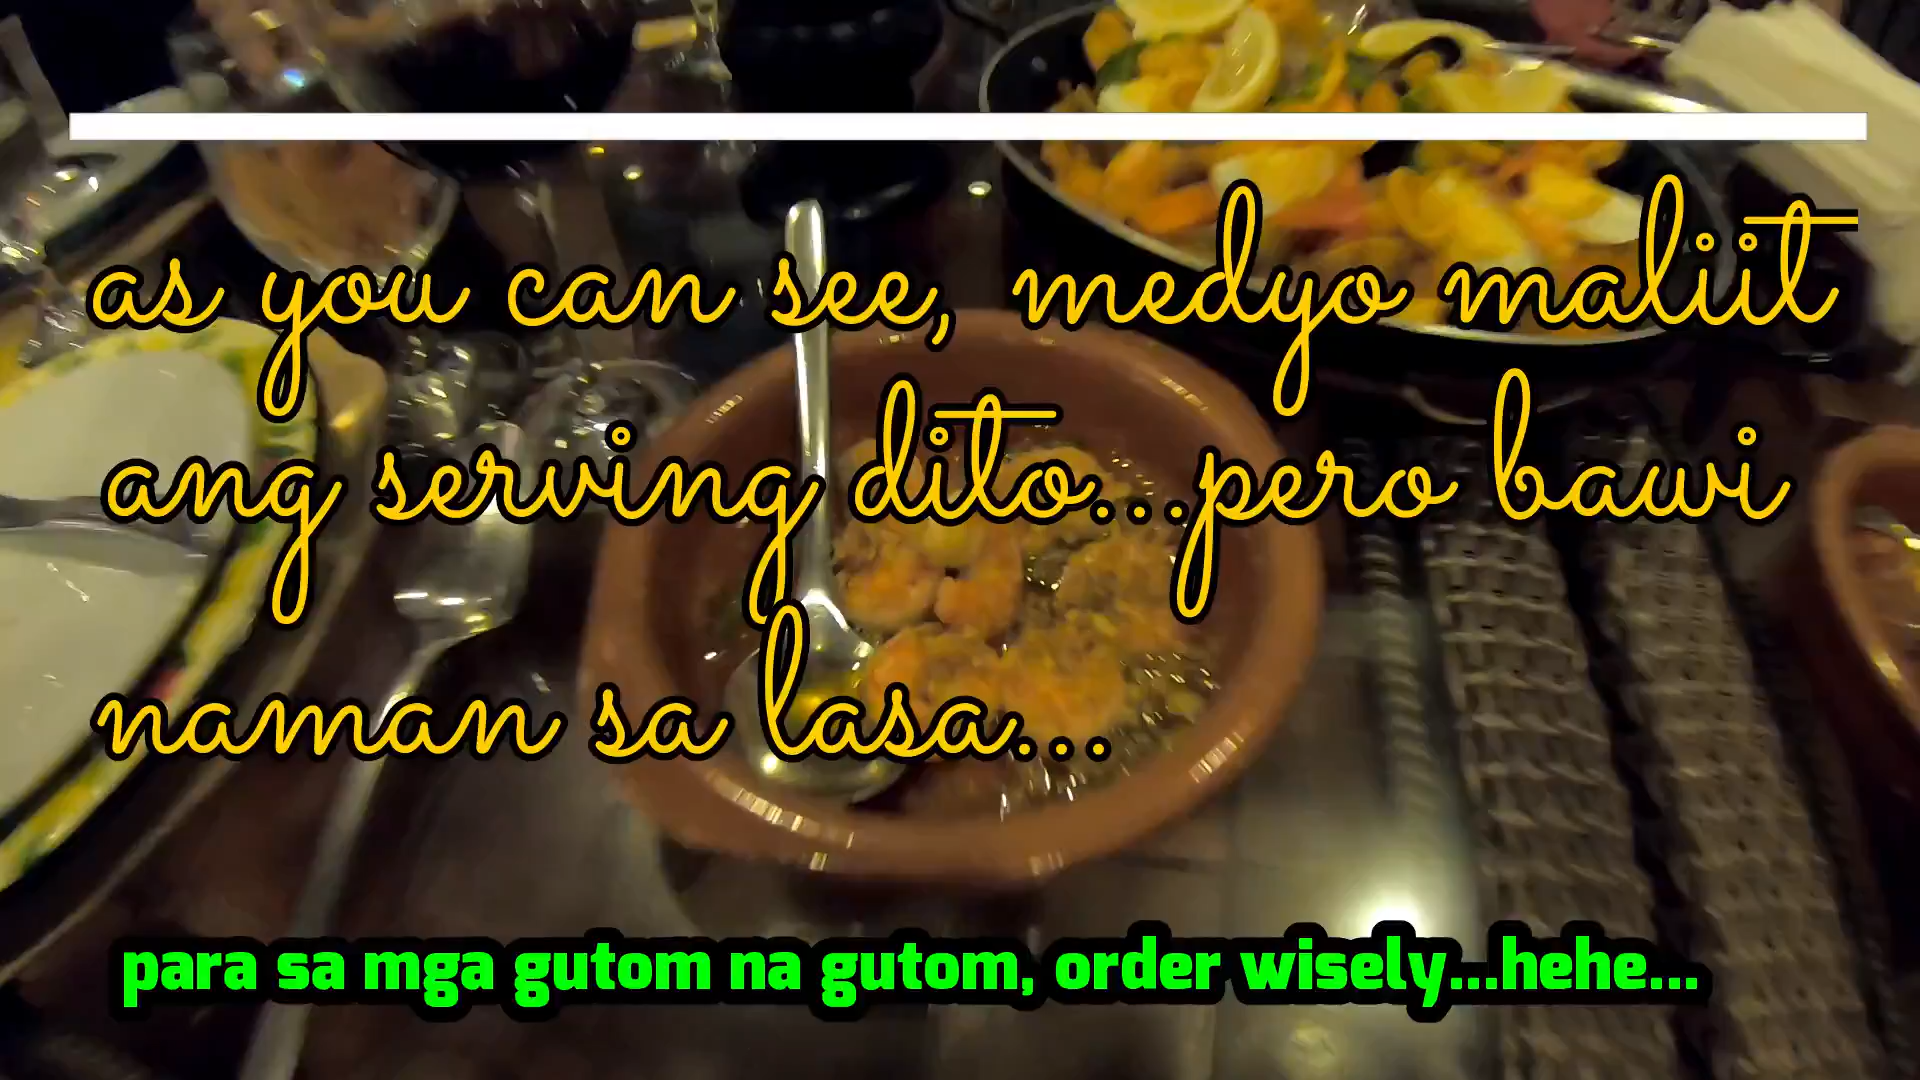 as you can see, medyo maliit
ang serving dito...pero bawi
naman sa lasa...
para sa mga gutom na gutom, order wisely...hehe...